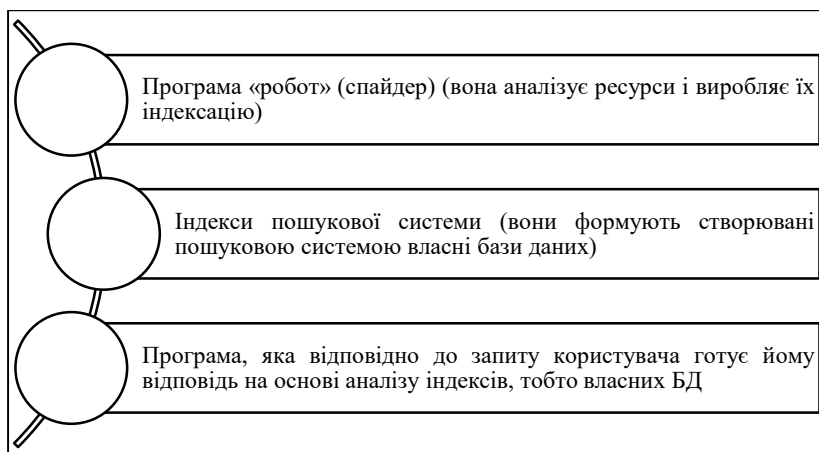 Програма «робот» (спайдер) (вона аналізує ресурси і виробляє їх
індексацію)
Індекси пошукової системи (вони формують створювані
пошуковою системою власні бази даних)
Програма, яка відповідно до запиту користувача готує йому
відповідь на основі аналізу індексів, тобто власних БД